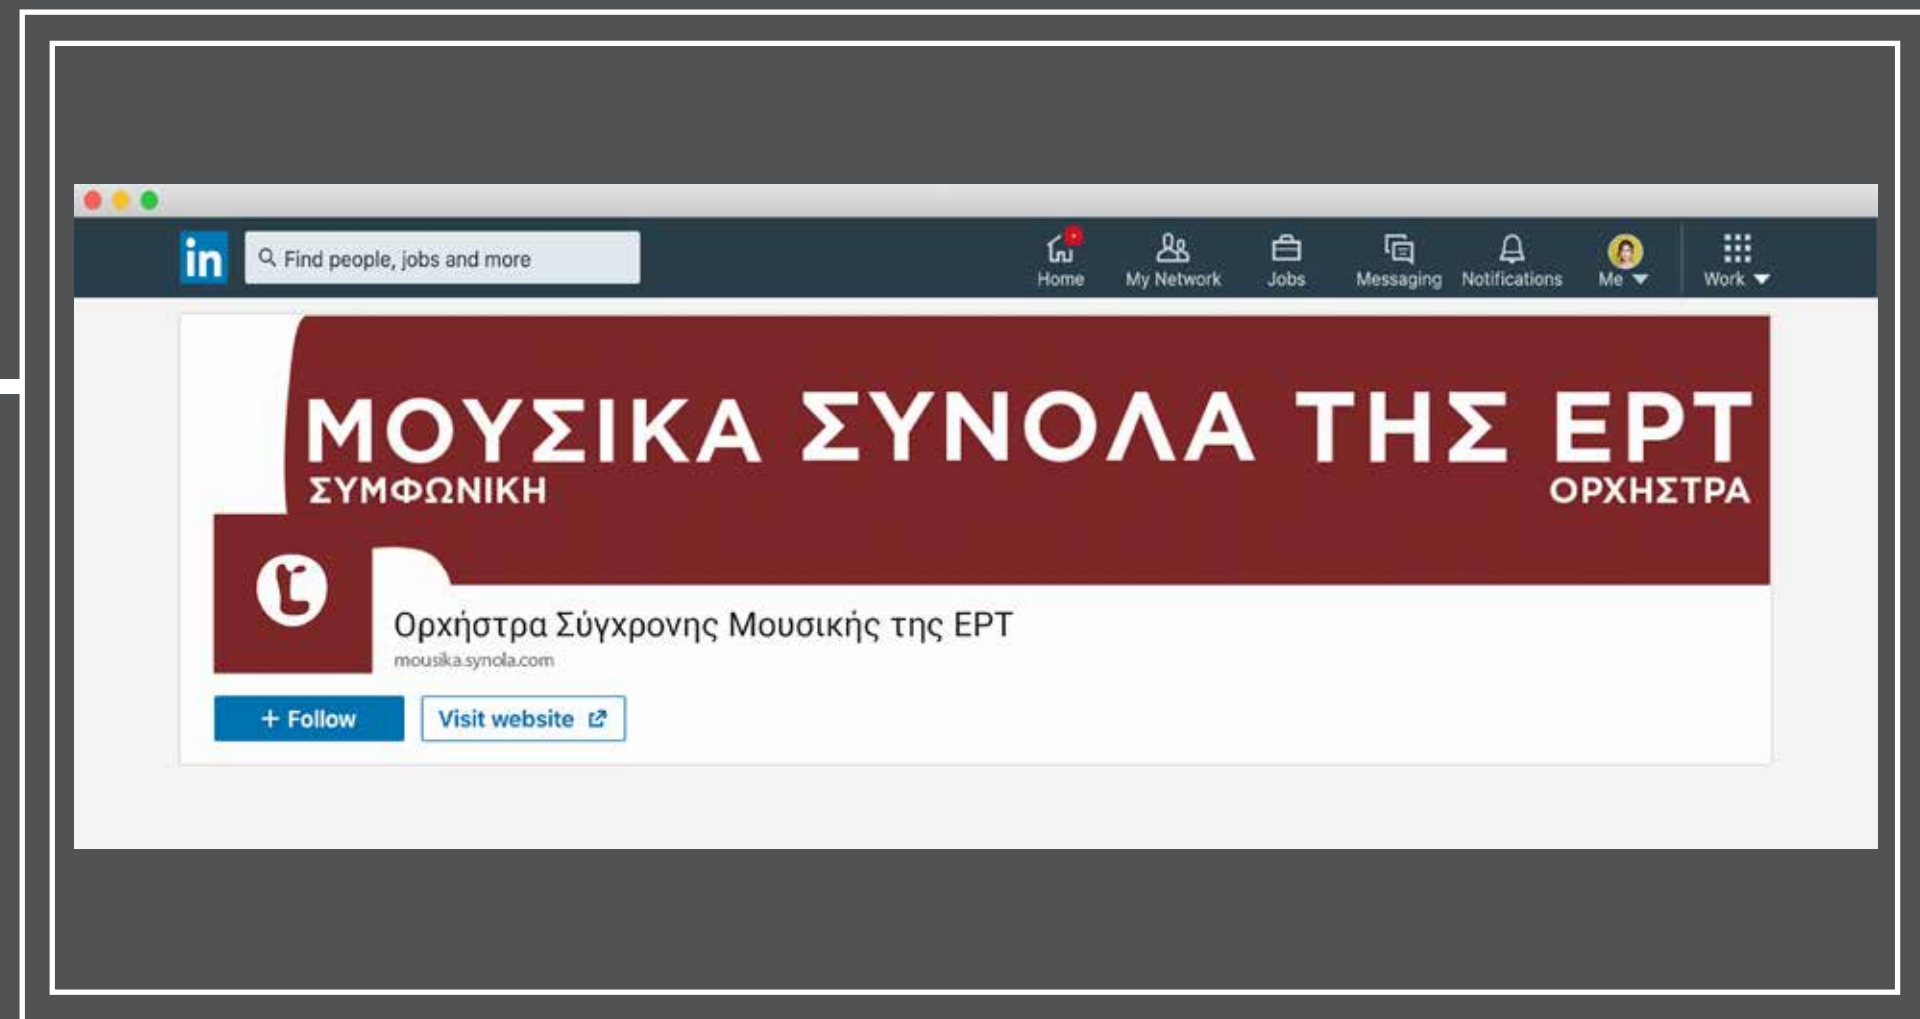 in
Find people, jobs and more
Home
My Network
Jobs
Messaging
Notifications
Me
Work
ΜΟΥΣΙΚΑ ΣΥΝΟΛΑ ΤΗΣ ΕΡΤ
ΣΥΜΦΩΝΙΚΗ
ΟΡΧΗΣΤΡΑ
Ορχήστρα Σύγχρονης Μουσικής της ΕΡΤ
mousika.synola.com
+ Follow
Visit website